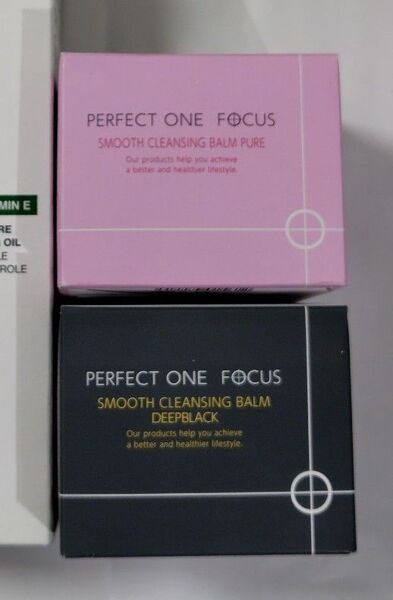 PERFECT ONE FOCUS
SMOOTH CLEANSING BALM PURE
Our products help you achieve
a better and healthier lifestyle.
MIN E
OIL
ROLE
PERFECT ONE FOCUS
SMOOTH CLEANSING BALM
DEEPBLACK
Our products help you achieve
a better and healthier lifestyle.